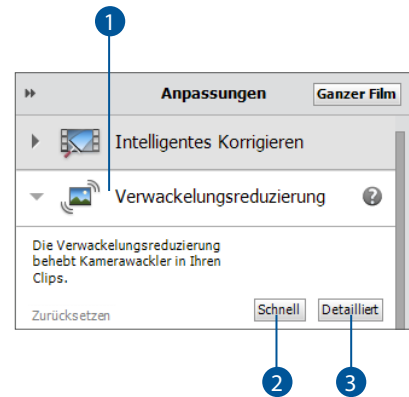 1
Anpassungen Ganzer Film
Intelligentes Korrigieren
Verwackelungsreduzierung ?
Die Verwackelungsreduzierung
behebt Kamerawackler in Ihren
Clips.
Zurücksetzen Schnell Detailliert
2 3